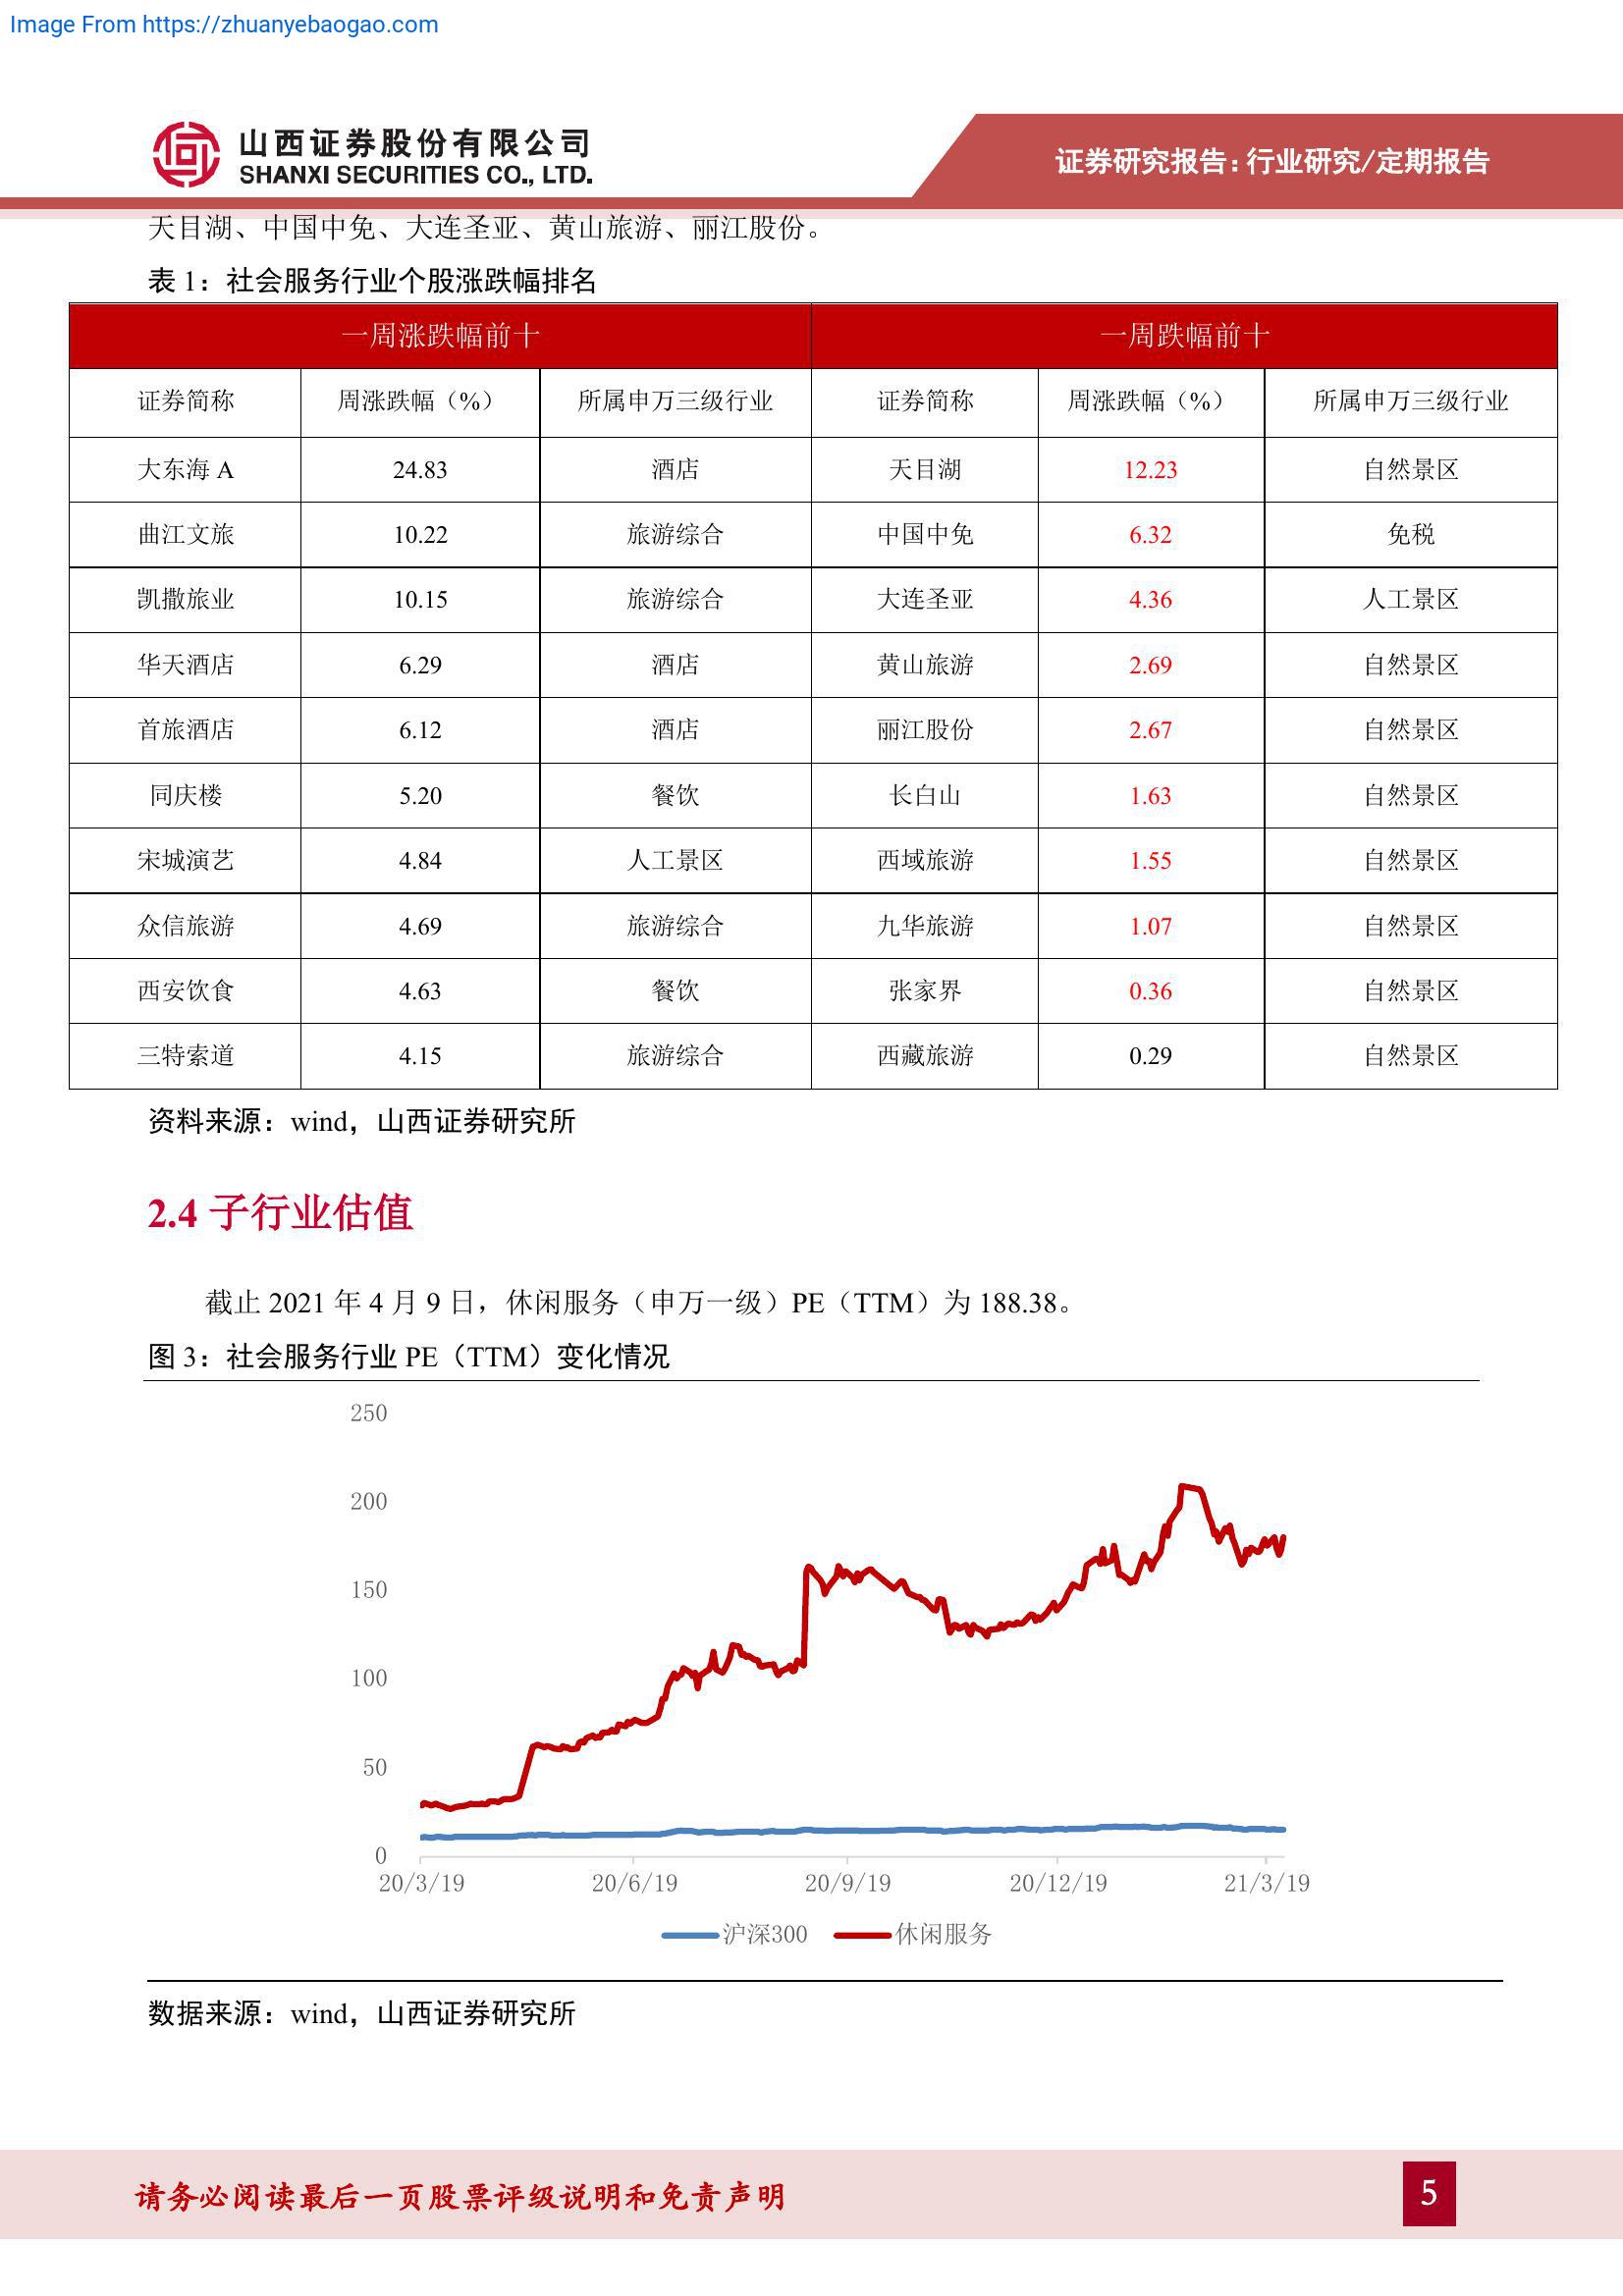 Image From https://zhuanyebaogao.com
山西证券股份有限公司
SHANXI SECURITIES CO., LTD.
证券研究报告：行业研究/定期报告
天目湖、中国中免、大连圣亚、黄山旅游、丽江股份。
表 1：社会服务行业个股涨跌幅排名
一周涨跌幅前十 一周跌幅前十
证券简称 周涨跌幅（%） 所属申万三级行业 证券简称 周涨跌幅（%） 所属申万三级行业
大东海 A 24.83 酒店 天目湖 12.23 自然景区
曲江文旅 10.22 旅游综合 中国中免 6.32 免税
凯撒旅业 10.15 旅游综合 大连圣亚 4.36 人工景区
华天酒店 6.29 酒店 黄山旅游 2.69 自然景区
首旅酒店 6.12 酒店 丽江股份 2.67 自然景区
同庆楼 5.20 餐饮 长白山 1.63 自然景区
宋城演艺 4.84 人工景区 西域旅游 1.55 自然景区
众信旅游 4.69 旅游综合 九华旅游 1.07 自然景区
西安饮食 4.63 餐饮 张家界 0.36 自然景区
三特索道 4.15 旅游综合 西藏旅游 0.29 自然景区
资料来源：wind，山西证券研究所
2.4 子行业估值
截止 2021 年 4 月 9 日，休闲服务（申万一级）PE（TTM）为 188.38。
图 3：社会服务行业 PE（TTM）变化情况
250
200
150
100
50
0
20/3/19 20/6/19 20/9/19 20/12/19 21/3/19
沪深300 休闲服务
数据来源：wind，山西证券研究所
请务必阅读最后一页股票评级说明和免责声明
5